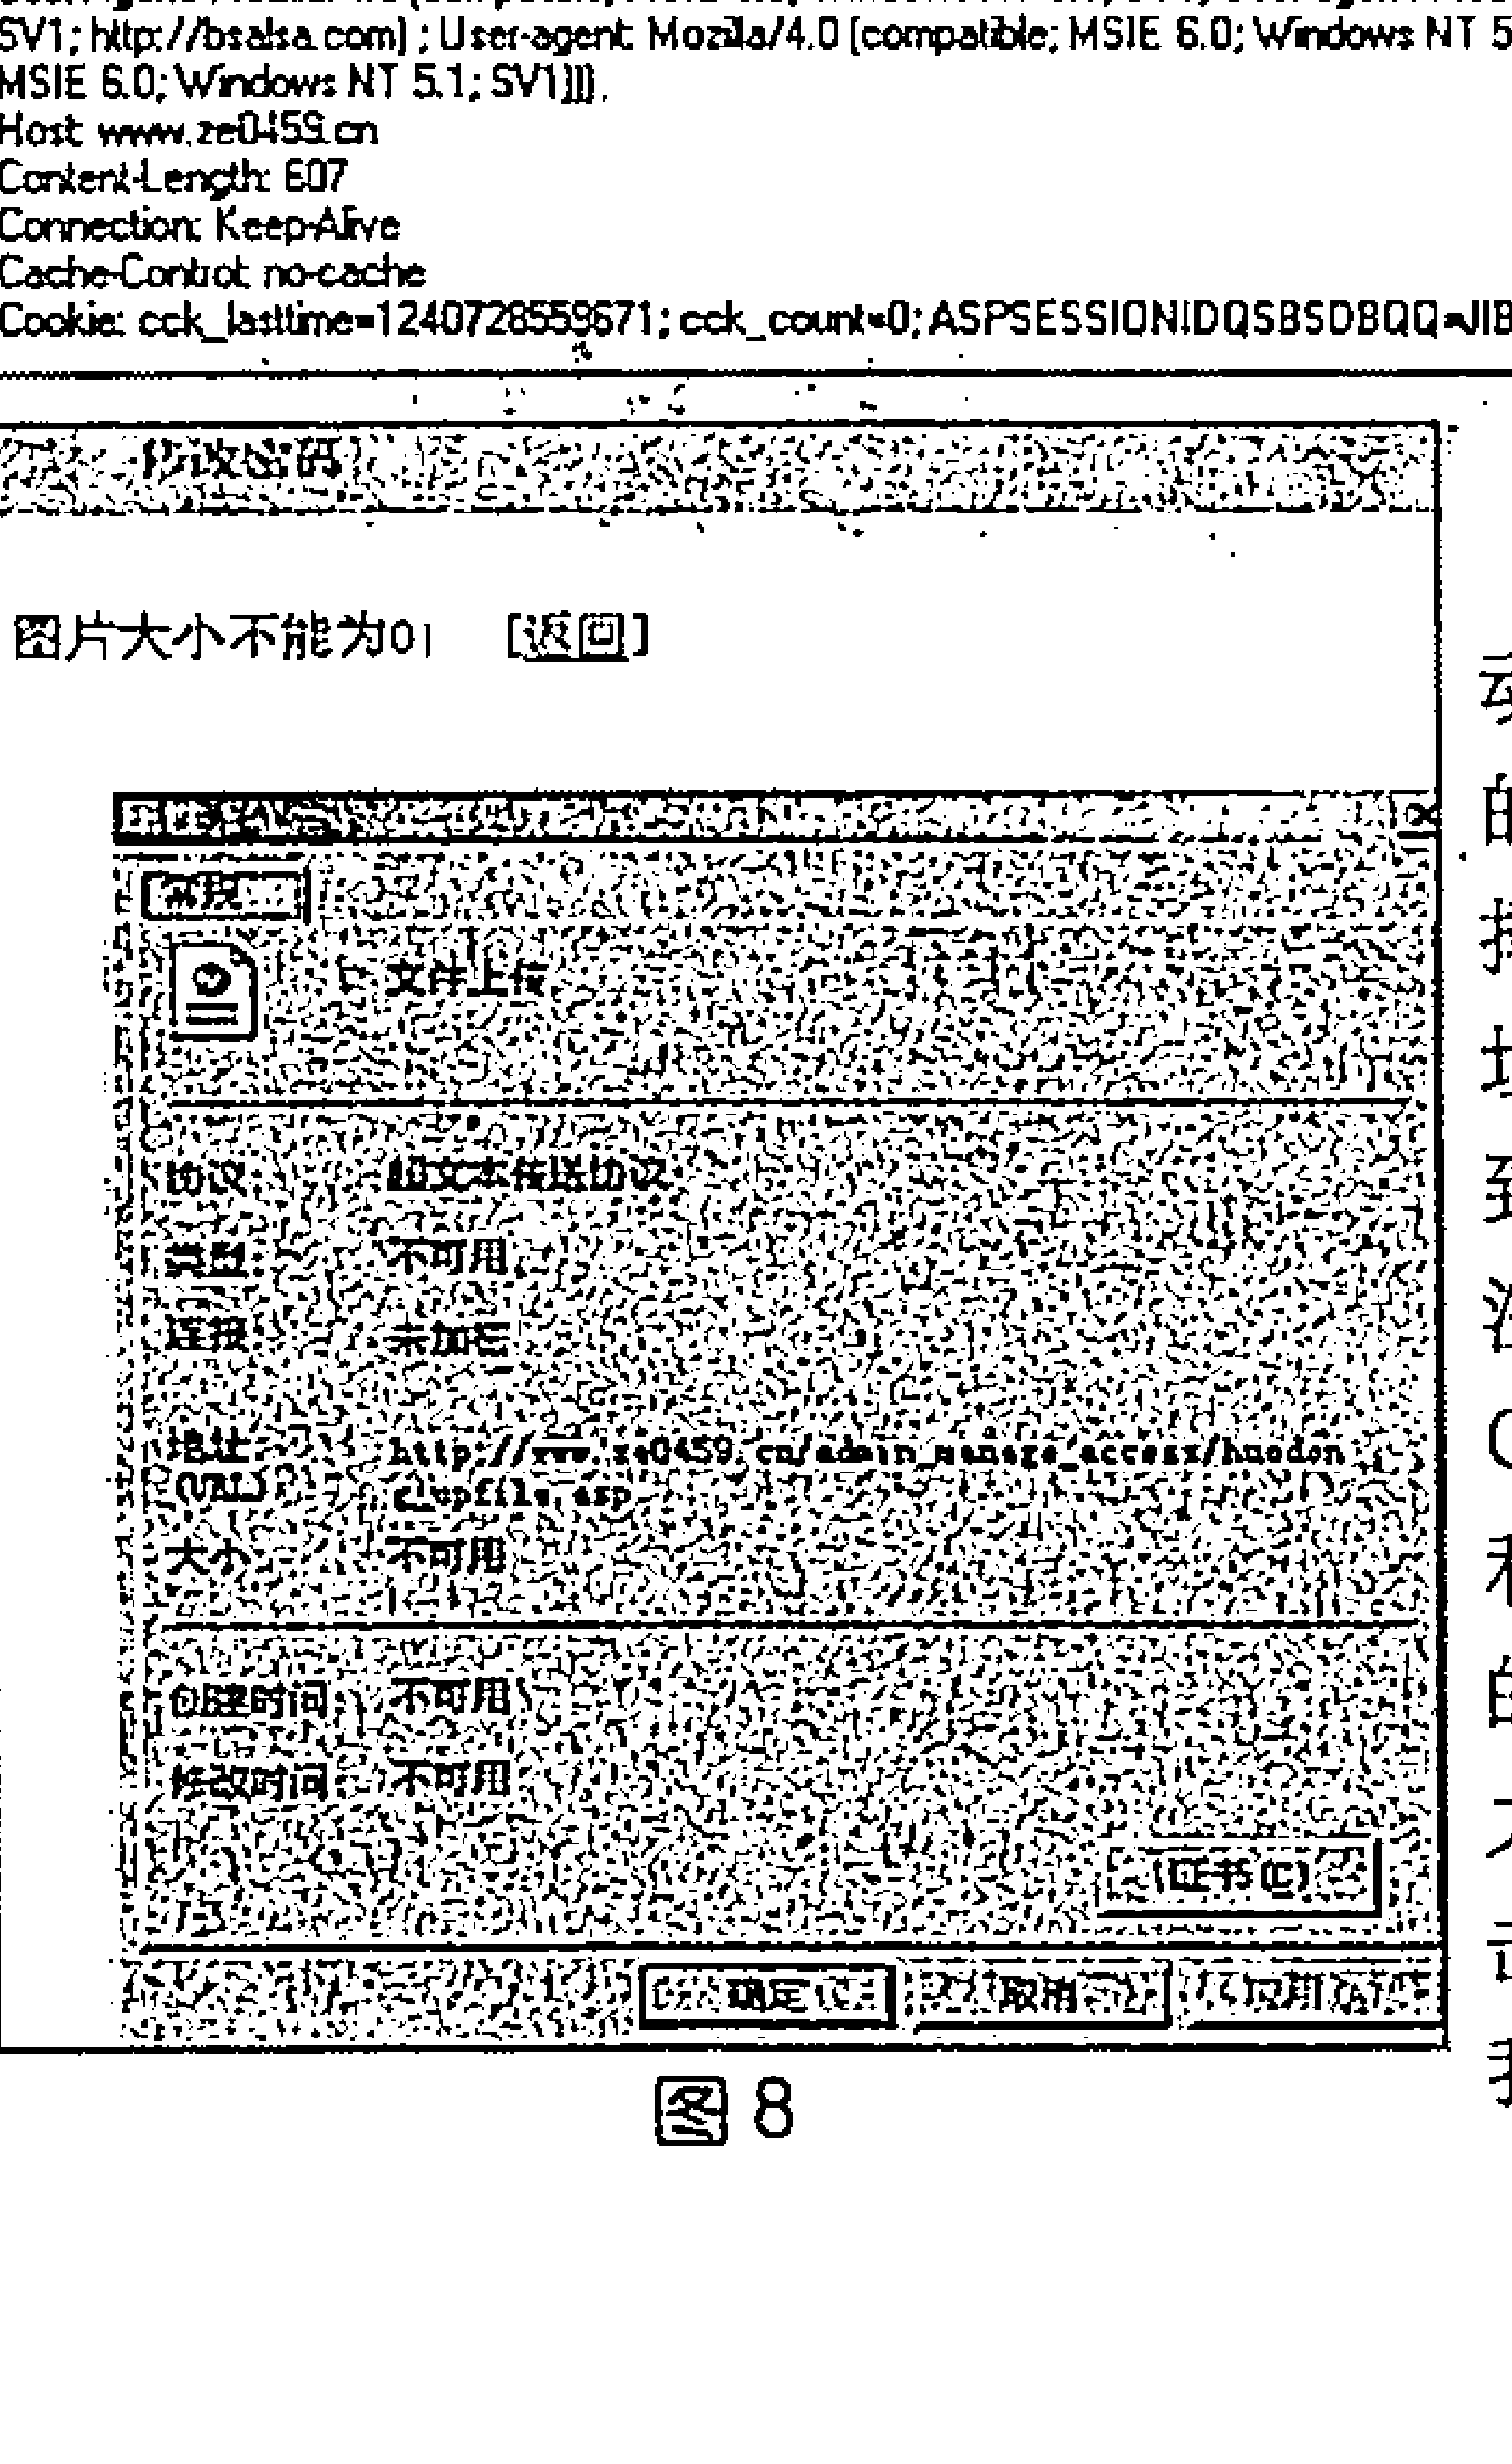 SV1; http://bsalsa.com) ; User-agent: Mozilla/4.0 (compatible; MSIE 6.0; Windows NT 5
MSIE 6.0; Windows NT 5.1; SV1))).
Host: www.ze0459.cn
Content-Length: 607
Connection: Keep-Alive
Cache-Control: no-cache
Cookie: cck_lasttime=1240728559671; cck_count=0; ASPSESSIONIDQSBSDBQQ=JIB
修改密码
图片大小不能为0! [返回]
常规
文件上传
协议: 超文本传送协议
类型: 不可用
连接: 未加密
地址 http://www.ze0459.cn/admin_manage_access/huodon
(URL) g_upfile.asp
大小: 不可用
创建时间: 不可用
修改时间: 不可用
证书(C)
确定 取消 应用(A)
图 8
的
到
的